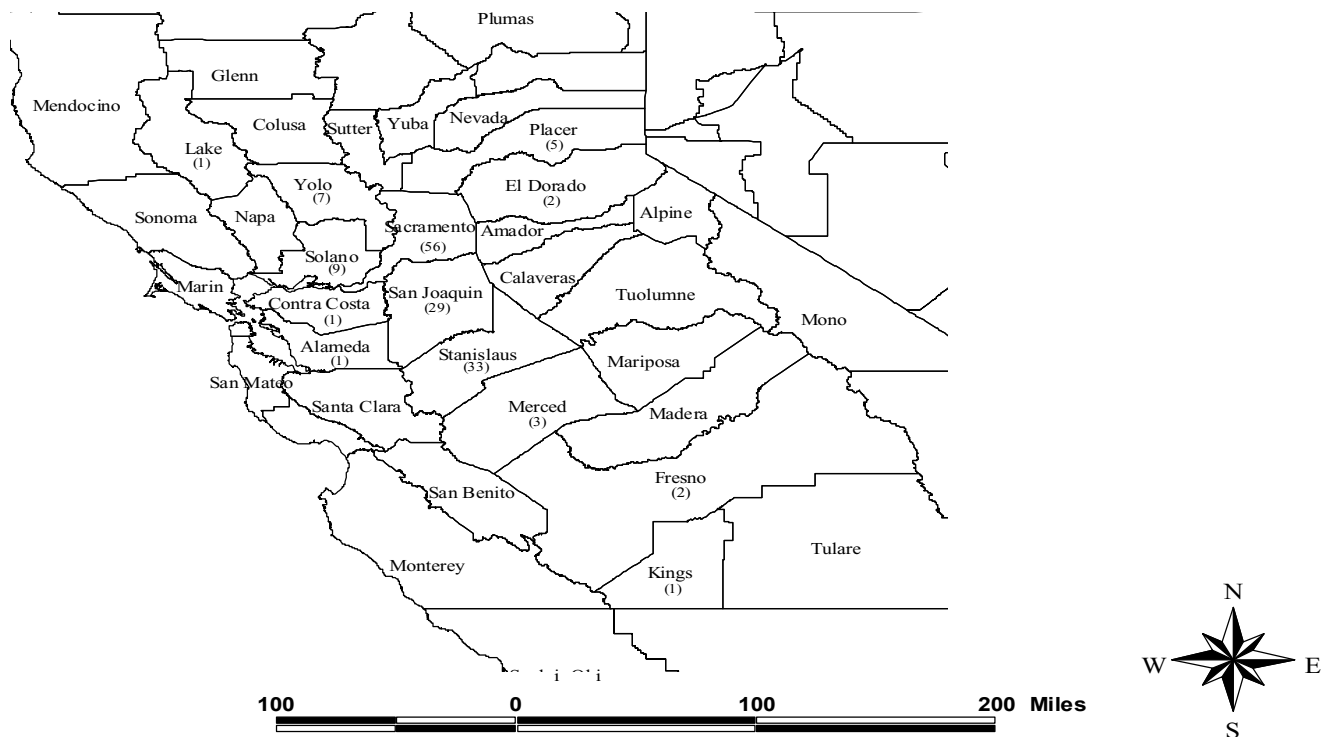 Plumas
Glenn
Mendocino
Colusa
Sutter
Yuba
Nevada
Placer
(5)
Lake
(1)
Yolo
(7)
El Dorado
(2)
Sonoma
Napa
Sacramento
(56)
Amador
Alpine
Solano
(9)
Marin
Contra Costa
(1)
San Joaquin
(29)
Calaveras
Tuolumne
Mono
Alameda
(1)
Stanislaus
(33)
Mariposa
San Mateo
Santa Clara
Merced
(3)
Madera
Fresno
(2)
San Benito
Monterey
Kings
(1)
Tulare
N
W E
S
100 0 100 200 Miles